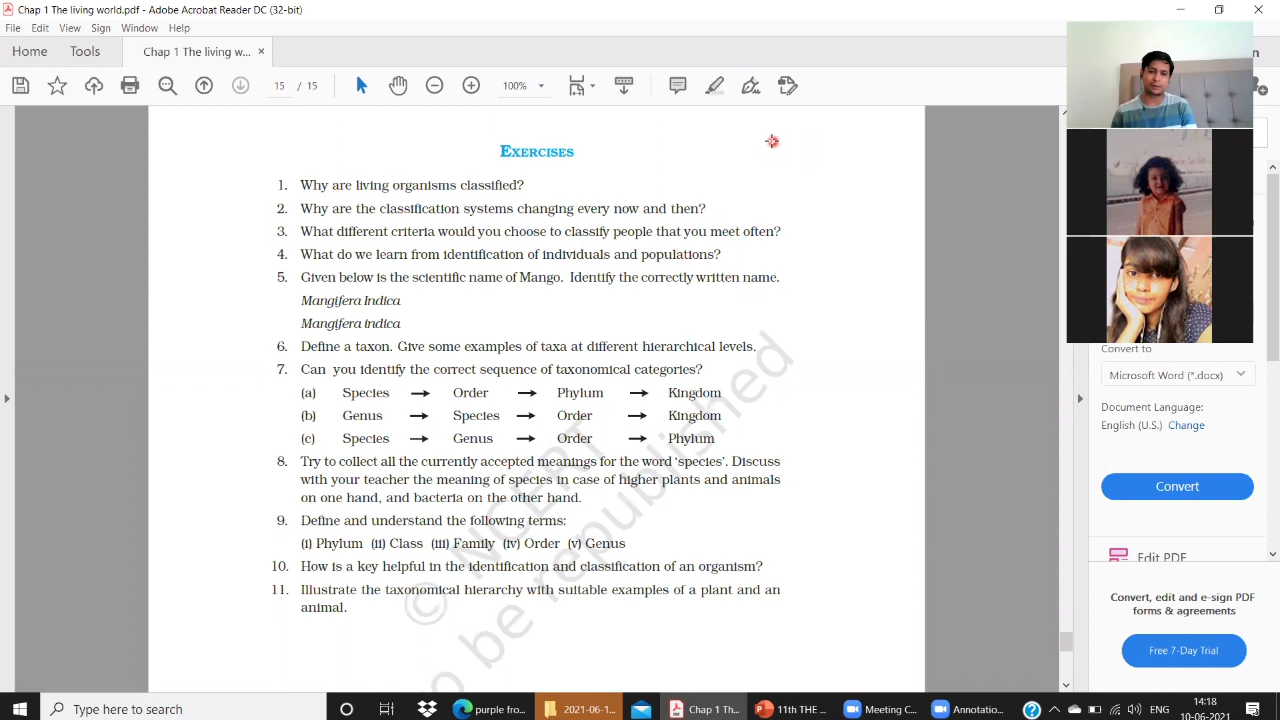 Chap 1 The living world.pdf - Adobe Acrobat Reader DC (32-bit)
File Edit View Sign Window Help
Home Tools Chap 1 The living w... ×
15 / 15 100%
EXERCISES
1. Why are living organisms classified?
2. Why are the classification systems changing every now and then?
3. What different criteria would you choose to classify people that you meet often?
4. What do we learn from identification of individuals and populations?
5. Given below is the scientific name of Mango. Identify the correctly written name.
Mangifera Indica
Mangifera indica
6. Define a taxon. Give some examples of taxa at different hierarchical levels.
7. Can you identify the correct sequence of taxonomical categories?
(a) Species → Order → Phylum → Kingdom
(b) Genus → Species → Order → Kingdom
(c) Species → Genus → Order → Phylum
8. Try to collect all the currently accepted meanings for the word ‘species’. Discuss
with your teacher the meaning of species in case of higher plants and animals
on one hand, and bacteria on the other hand.
9. Define and understand the following terms:
(i) Phylum (ii) Class (iii) Family (iv) Order (v) Genus
10. How is a key helpful in the identification and classification of an organism?
11. Illustrate the taxonomical hierarchy with suitable examples of a plant and an
animal.
© NCERT
o be republished
Convert to
Microsoft Word (*.docx)
Document Language:
English (U.S.) Change
Convert
Edit PDF
Convert, edit and e-sign PDF
forms & agreements
Free 7-Day Trial
Type here to search
purple fro...
2021-06-1...
Chap 1 Th...
11th THE ...
Meeting C...
Annotatio...
ENG
14:18
10-06-2021